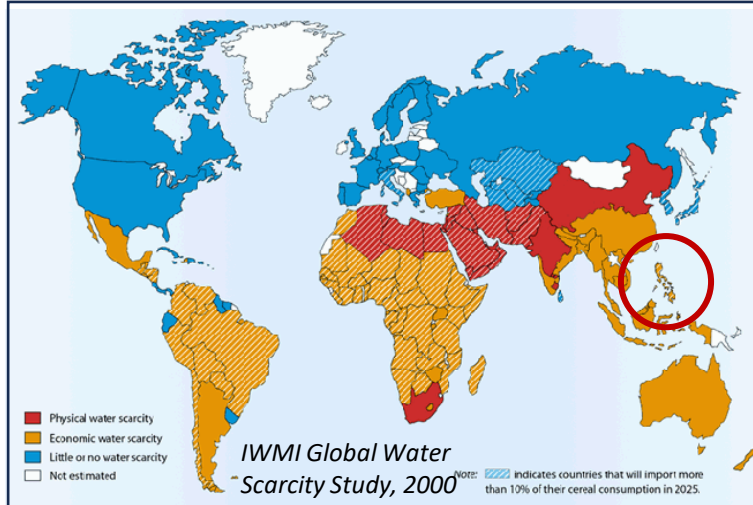 Physical water scarcity
Economic water scarcity
Little or no water scarcity
Not estimated
IWMI Global Water
Scarcity Study, 2000
Note: indicates countries that will import more
than 10% of their cereal consumption in 2025.